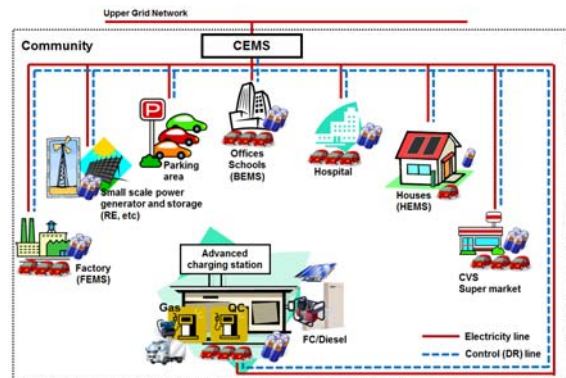 Upper Grid Network
Community
CEMS
P
Parking
area
Offices
Schools
(BEMS)
Hospital
Houses
(HEMS)
Small scale power
generator and storage
(RE, etc)
Factory
(FEMS)
CVS
Super market
Advanced
charging station
Gas
QC
FC/Diesel
Electricity line
Control (DR) line